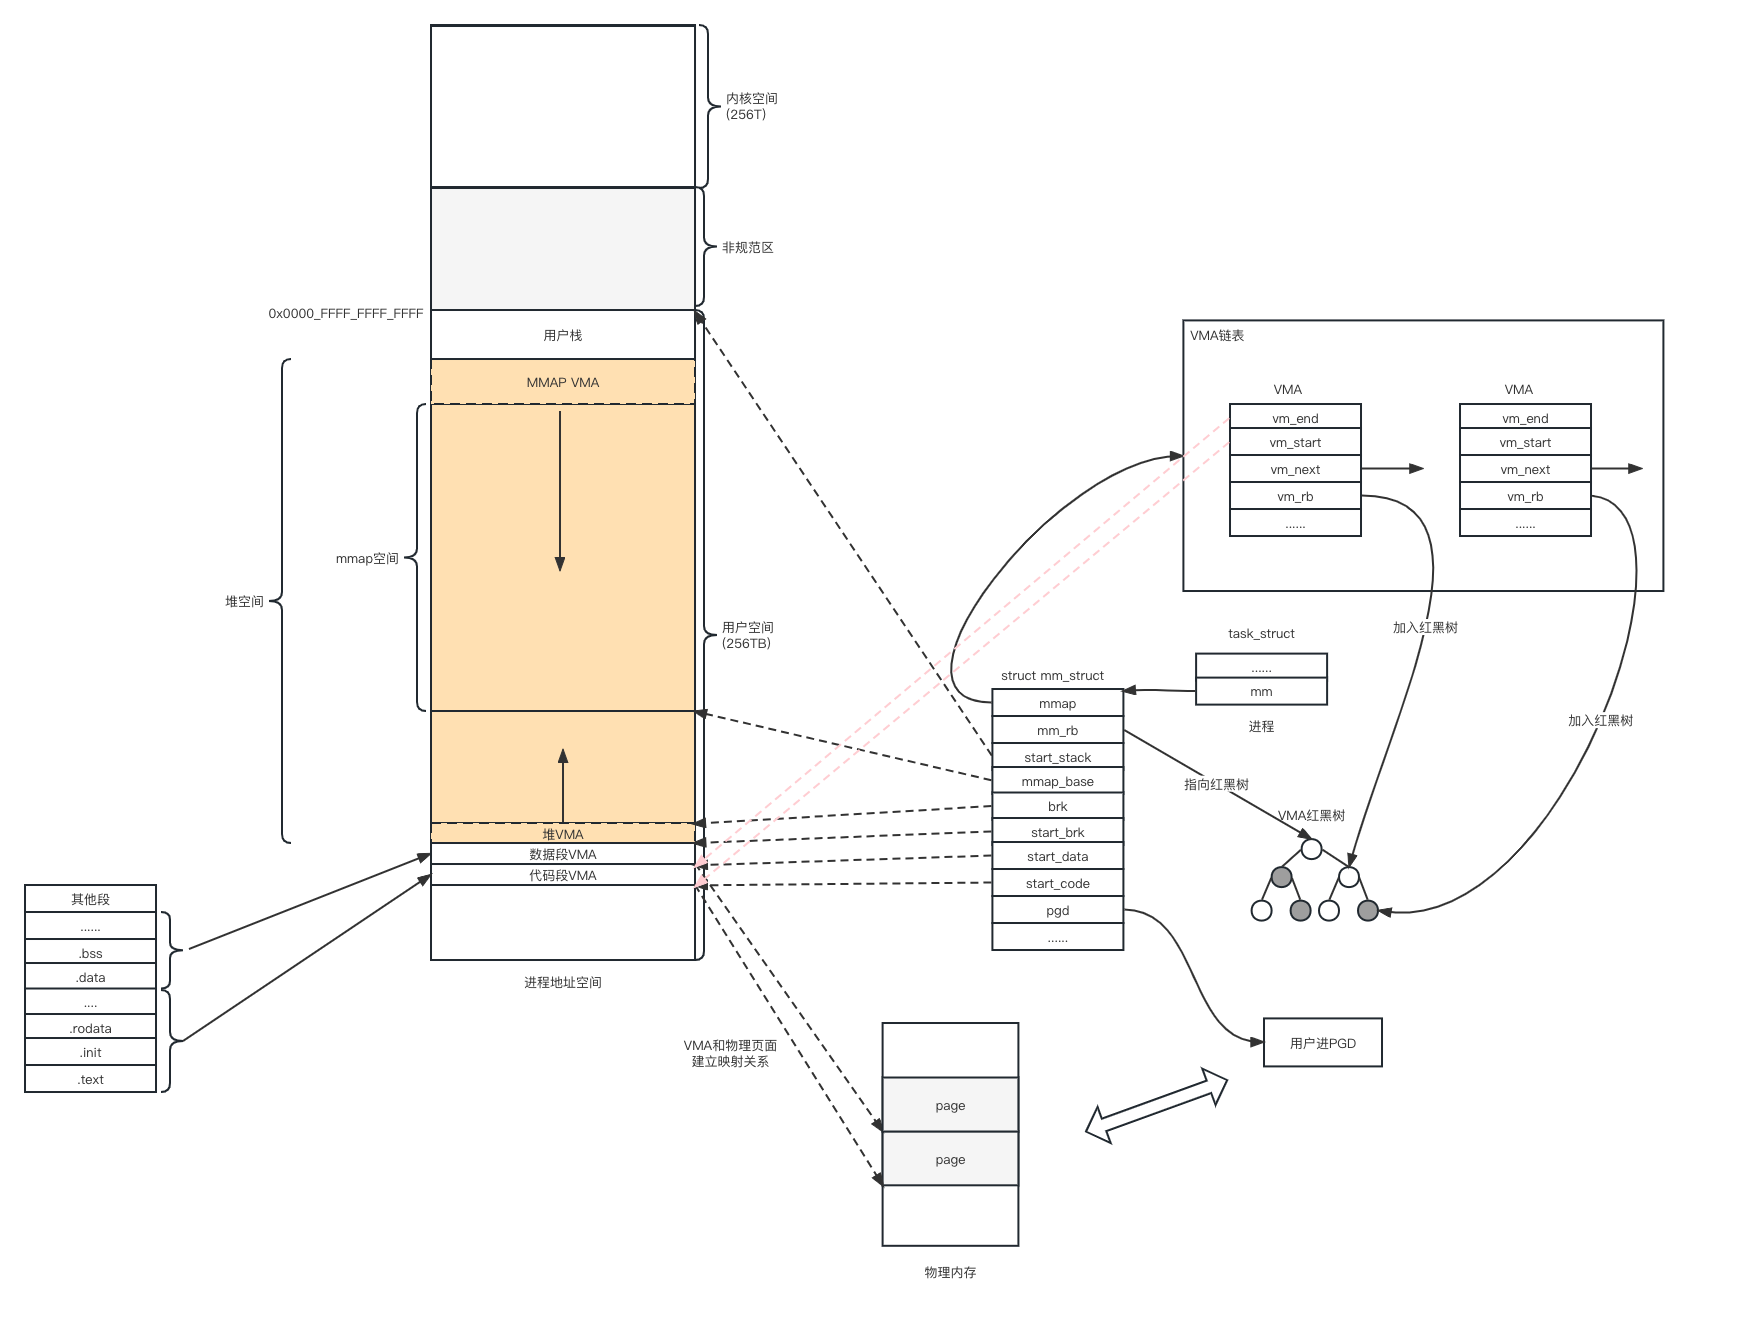 内核空间
(256T)
非规范区
0x0000_FFFF_FFFF_FFFF
用户栈
MMAP VMA
mmap空间
堆空间
用户空间
(256TB)
堆VMA
数据段VMA
代码段VMA
进程地址空间
其他段
......
.bss
.data
....
.rodata
.init
.text
VMA和物理页面
建立映射关系
page
page
物理内存
struct mm_struct
mmap
mm_rb
start_stack
mmap_base
brk
start_brk
start_data
start_code
pgd
......
VMA链表
VMA
vm_end
vm_start
vm_next
vm_rb
......
VMA
vm_end
vm_start
vm_next
vm_rb
......
加入红黑树
加入红黑树
task_struct
......
mm
进程
指向红黑树
VMA红黑树
用户进PGD